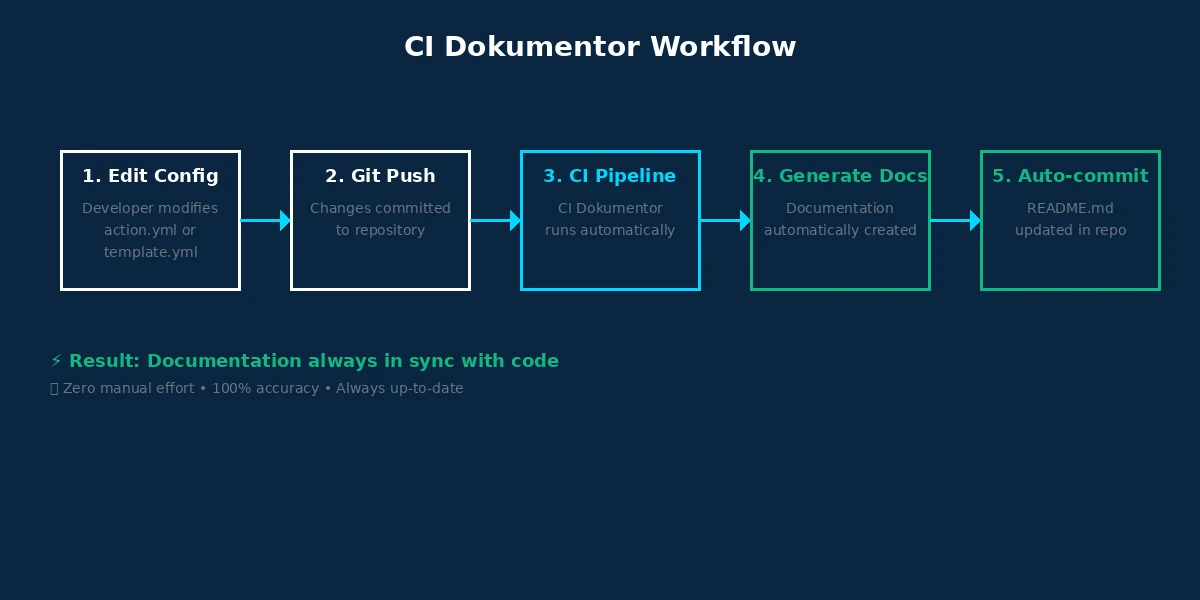 CI Dokumentor Workflow
1. Edit Config
Developer modifies
action.yml or
template.yml
2. Git Push
Changes committed
to repository
3. CI Pipeline
CI Dokumentor
runs automatically
4. Generate Docs
Documentation
automatically created
5. Auto-commit
README.md
updated in repo
⚡ Result: Documentation always in sync with code
Zero manual effort • 100% accuracy • Always up-to-date